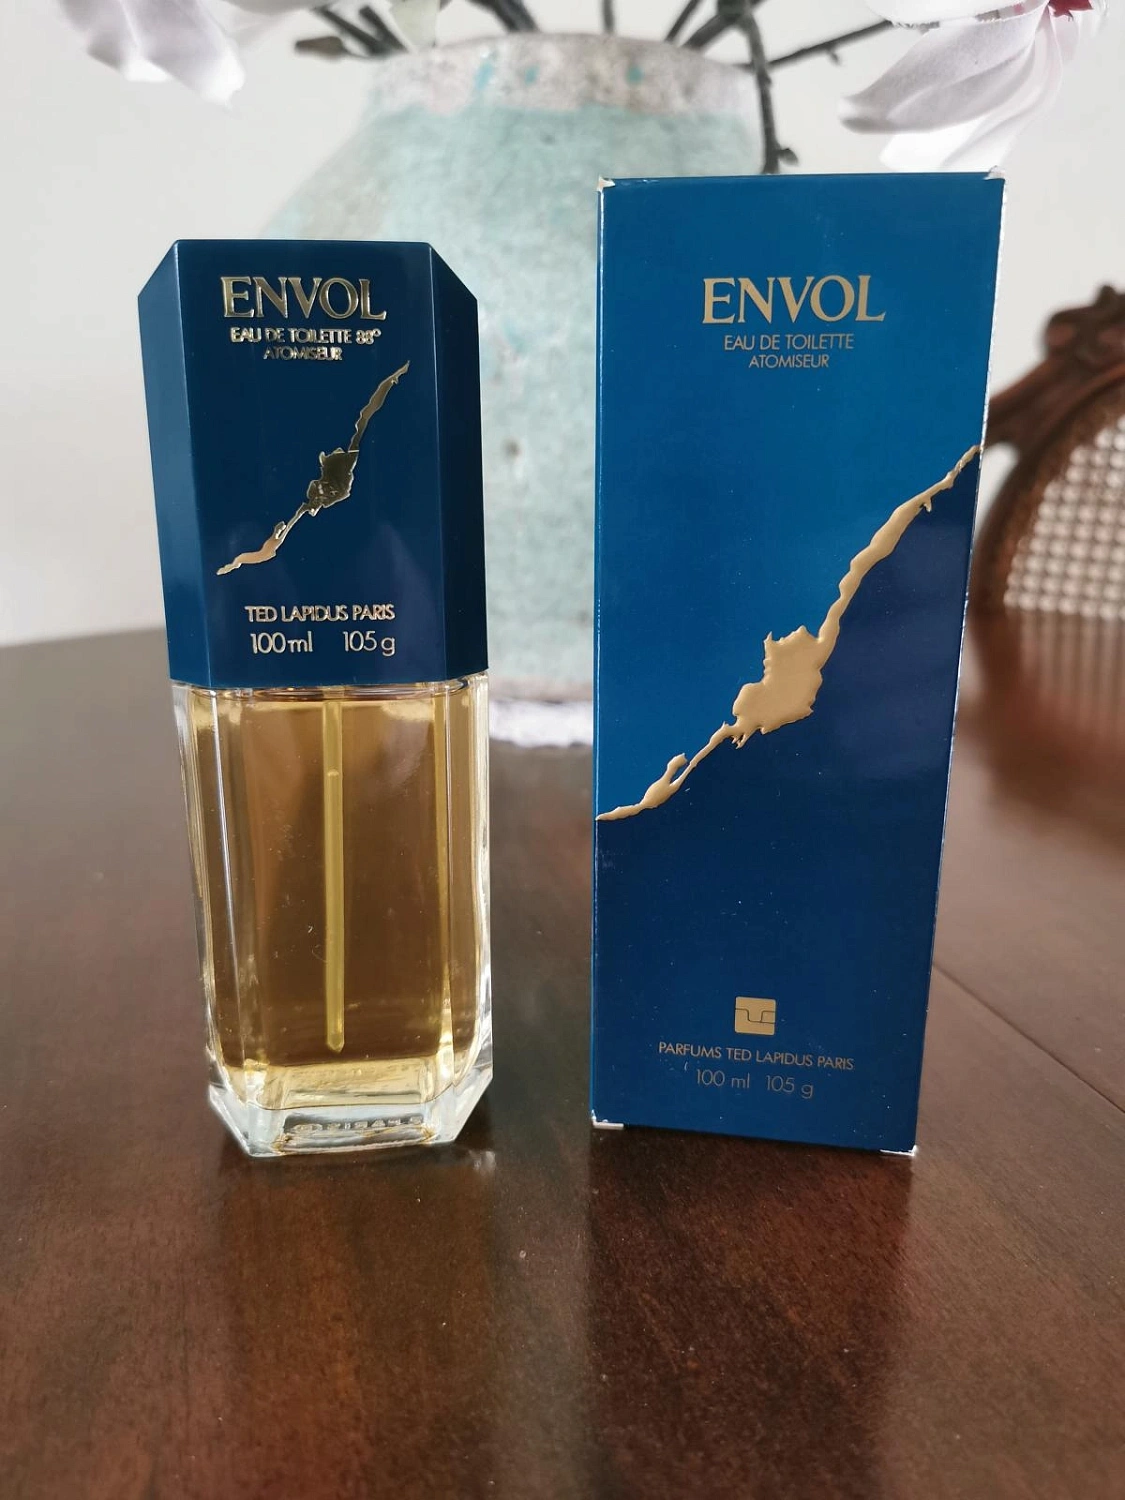 ENVOL
EAU DE TOILETTE 88°
ATOMISEUR
TED LAPIDUS PARIS
100 ml 105 g
ENVOL
EAU DE TOILETTE
ATOMISEUR
PARFUMS TED LAPIDUS PARIS
100 ml 105 g